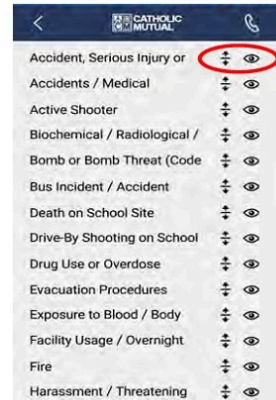 CATHOLIC
MUTUAL
Accident, Serious Injury or
Accidents / Medical
Active Shooter
Biochemical / Radiological /
Bomb or Bomb Threat (Code
Bus Incident / Accident
Death on School Site
Drive-By Shooting on School
Drug Use or Overdose
Evacuation Procedures
Exposure to Blood / Body
Facility Usage / Overnight
Fire
Harassment / Threatening